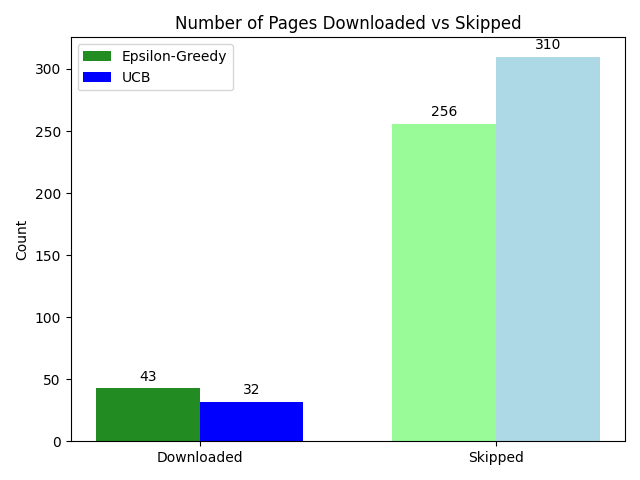 Number of Pages Downloaded vs Skipped
Epsilon-Greedy
UCB
Count
300
250
200
150
100
50
0
43
32
256
310
Downloaded
Skipped